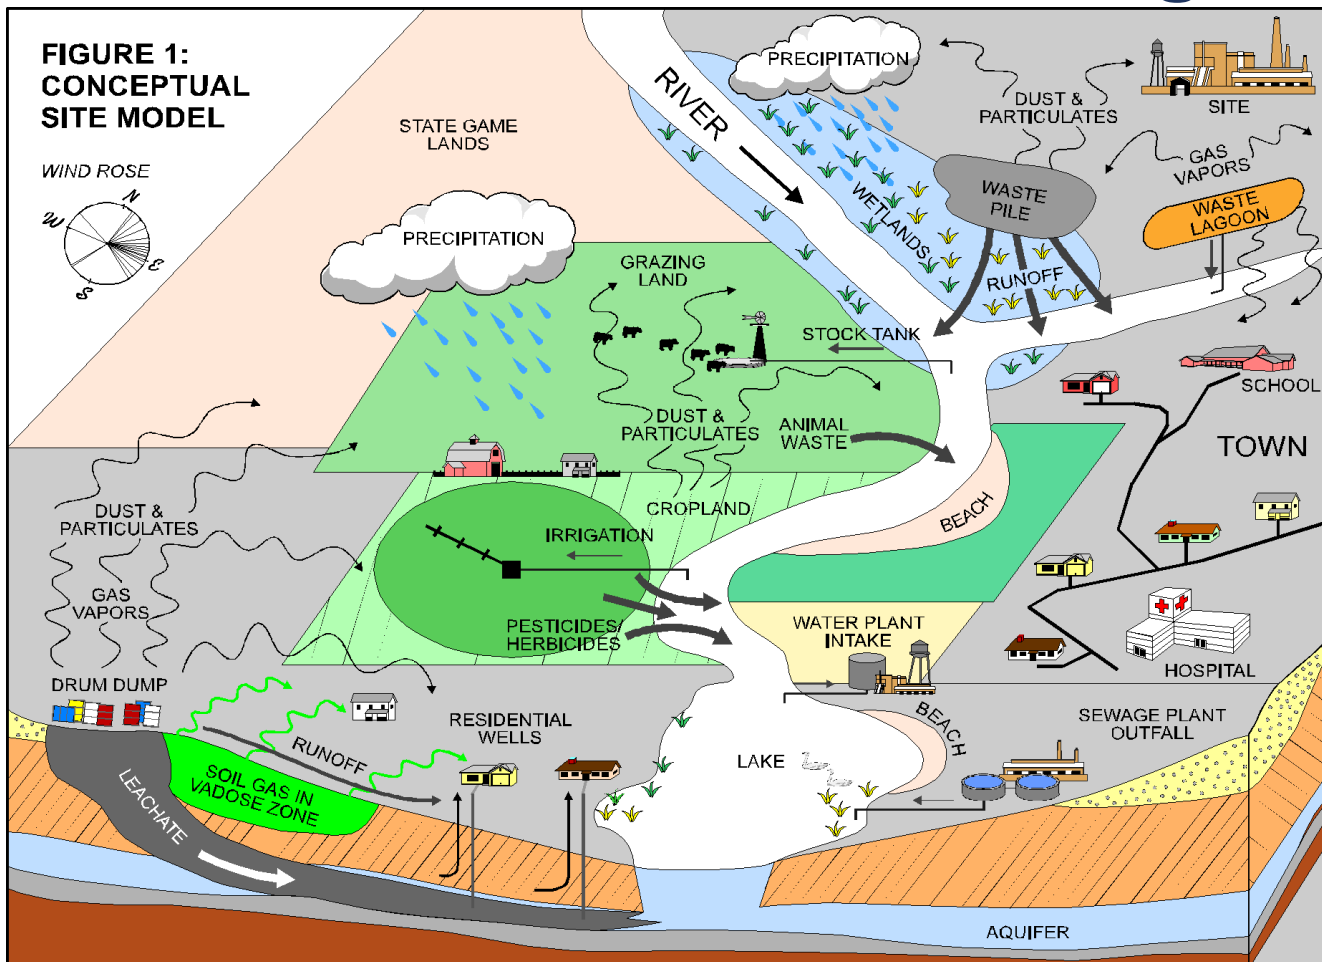 FIGURE 1:
CONCEPTUAL
SITE MODEL
WIND ROSE
N
W
E
S
STATE GAME
LANDS
RIVER
PRECIPITATION
DUST &
PARTICULATES
SITE
GAS
VAPORS
WASTE
PILE
WASTE
LAGOON
WETLANDS
RUNOFF
PRECIPITATION
GRAZING
LAND
STOCK TANK
SCHOOL
TOWN
DUST &
PARTICULATES
ANIMAL
WASTE
BEACH
CROPLAND
IRRIGATION
DUST &
PARTICULATES
GAS
VAPORS
PESTICIDES/
HERBICIDES
WATER PLANT
INTAKE
HOSPITAL
DRUM DUMP
RUNOFF
RESIDENTIAL
WELLS
BEACH
SEWAGE PLANT
OUTFALL
LAKE
SOIL GAS IN
VADOSE ZONE
LEACHATE
AQUIFER